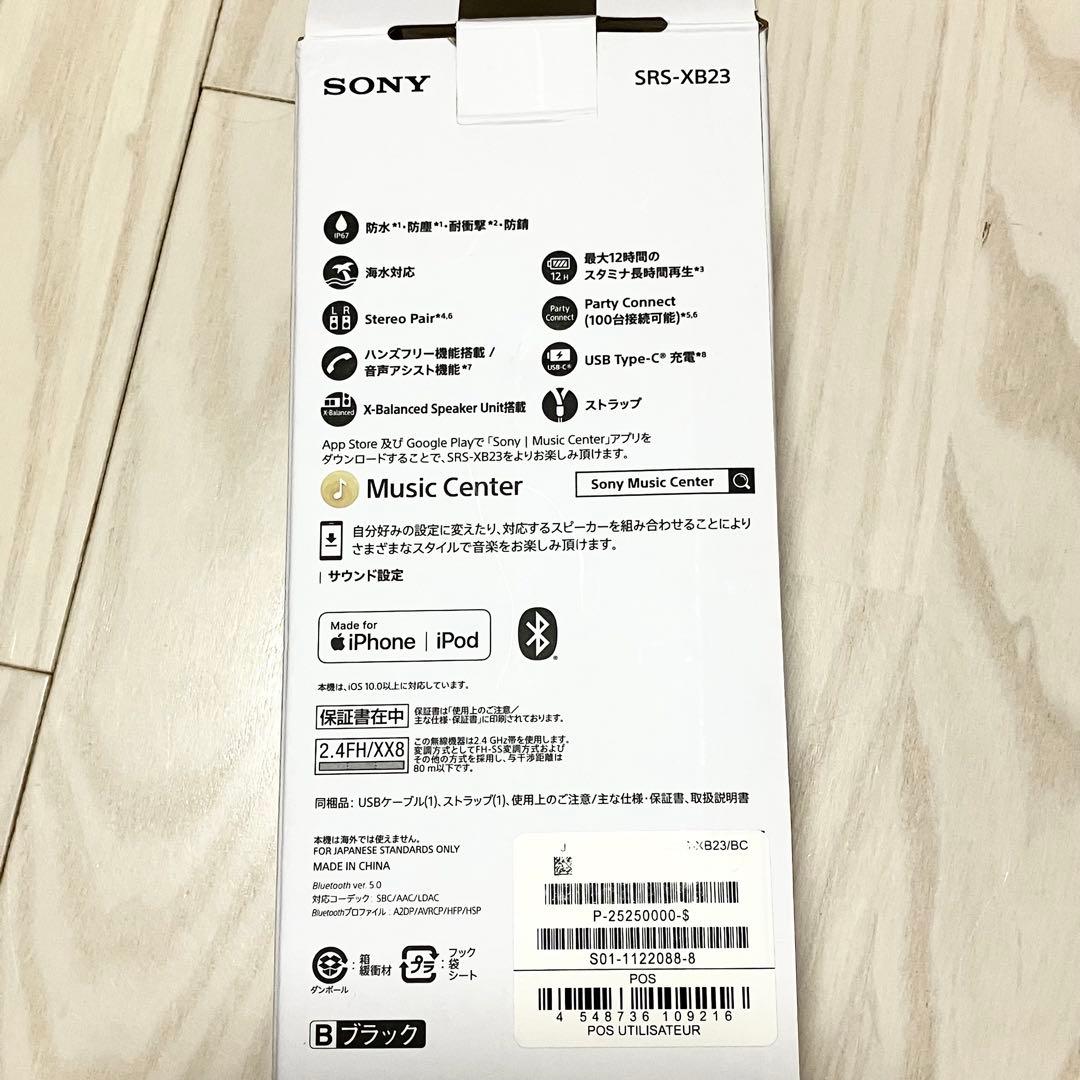 SONY
SRS-XB23
IP67
防水*1・防塵*1・耐衝撃*2・防錆
海水対応
12 H
最大12時間の
スタミナ長時間再生*3
L R
Stereo Pair*4,6
Party
Connect
Party Connect
(100台接続可能)*5,6
ハンズフリー機能搭載 /
音声アシスト機能*7
USB-C®
USB Type-C® 充電*8
X-Balanced
X-Balanced Speaker Unit搭載
ストラップ
App Store 及び Google Playで「Sony | Music Center」アプリを
ダウンロードすることで、SRS-XB23をよりお楽しみ頂けます。
Music Center
Sony Music Center
自分好みの設定に変えたり、対応するスピーカーを組み合わせることにより
さまざまなスタイルで音楽をお楽しみ頂けます。
| サウンド設定
Made for
iPhone | iPod
本機は、iOS 10.0以上に対応しています。
保証書在中
保証書は「使用上のご注意/
主な仕様・保証書」に印刷されております。
2.4FH/XX8
この無線機器は2.4 GHz帯を使用します。
変調方式としてFH-SS変調方式および
その他の方式を採用し、与干渉距離は
80 m以下です。
同梱品: USBケーブル(1)、ストラップ(1)、使用上のご注意/主な仕様・保証書、取扱説明書
本機は海外では使えません。
FOR JAPANESE STANDARDS ONLY
MADE IN CHINA
Bluetooth ver. 5.0
対応コーデック: SBC/AAC/LDAC
Bluetoothプロファイル: A2DP/AVRCP/HFP/HSP
ダンボール
: 箱
緩衝材
プラ
: フック
袋
シート
B ブラック
J
XB23/BC
P-25250000-$
S01-1122088-8
POS
4 548736 109216
POS UTILISATEUR